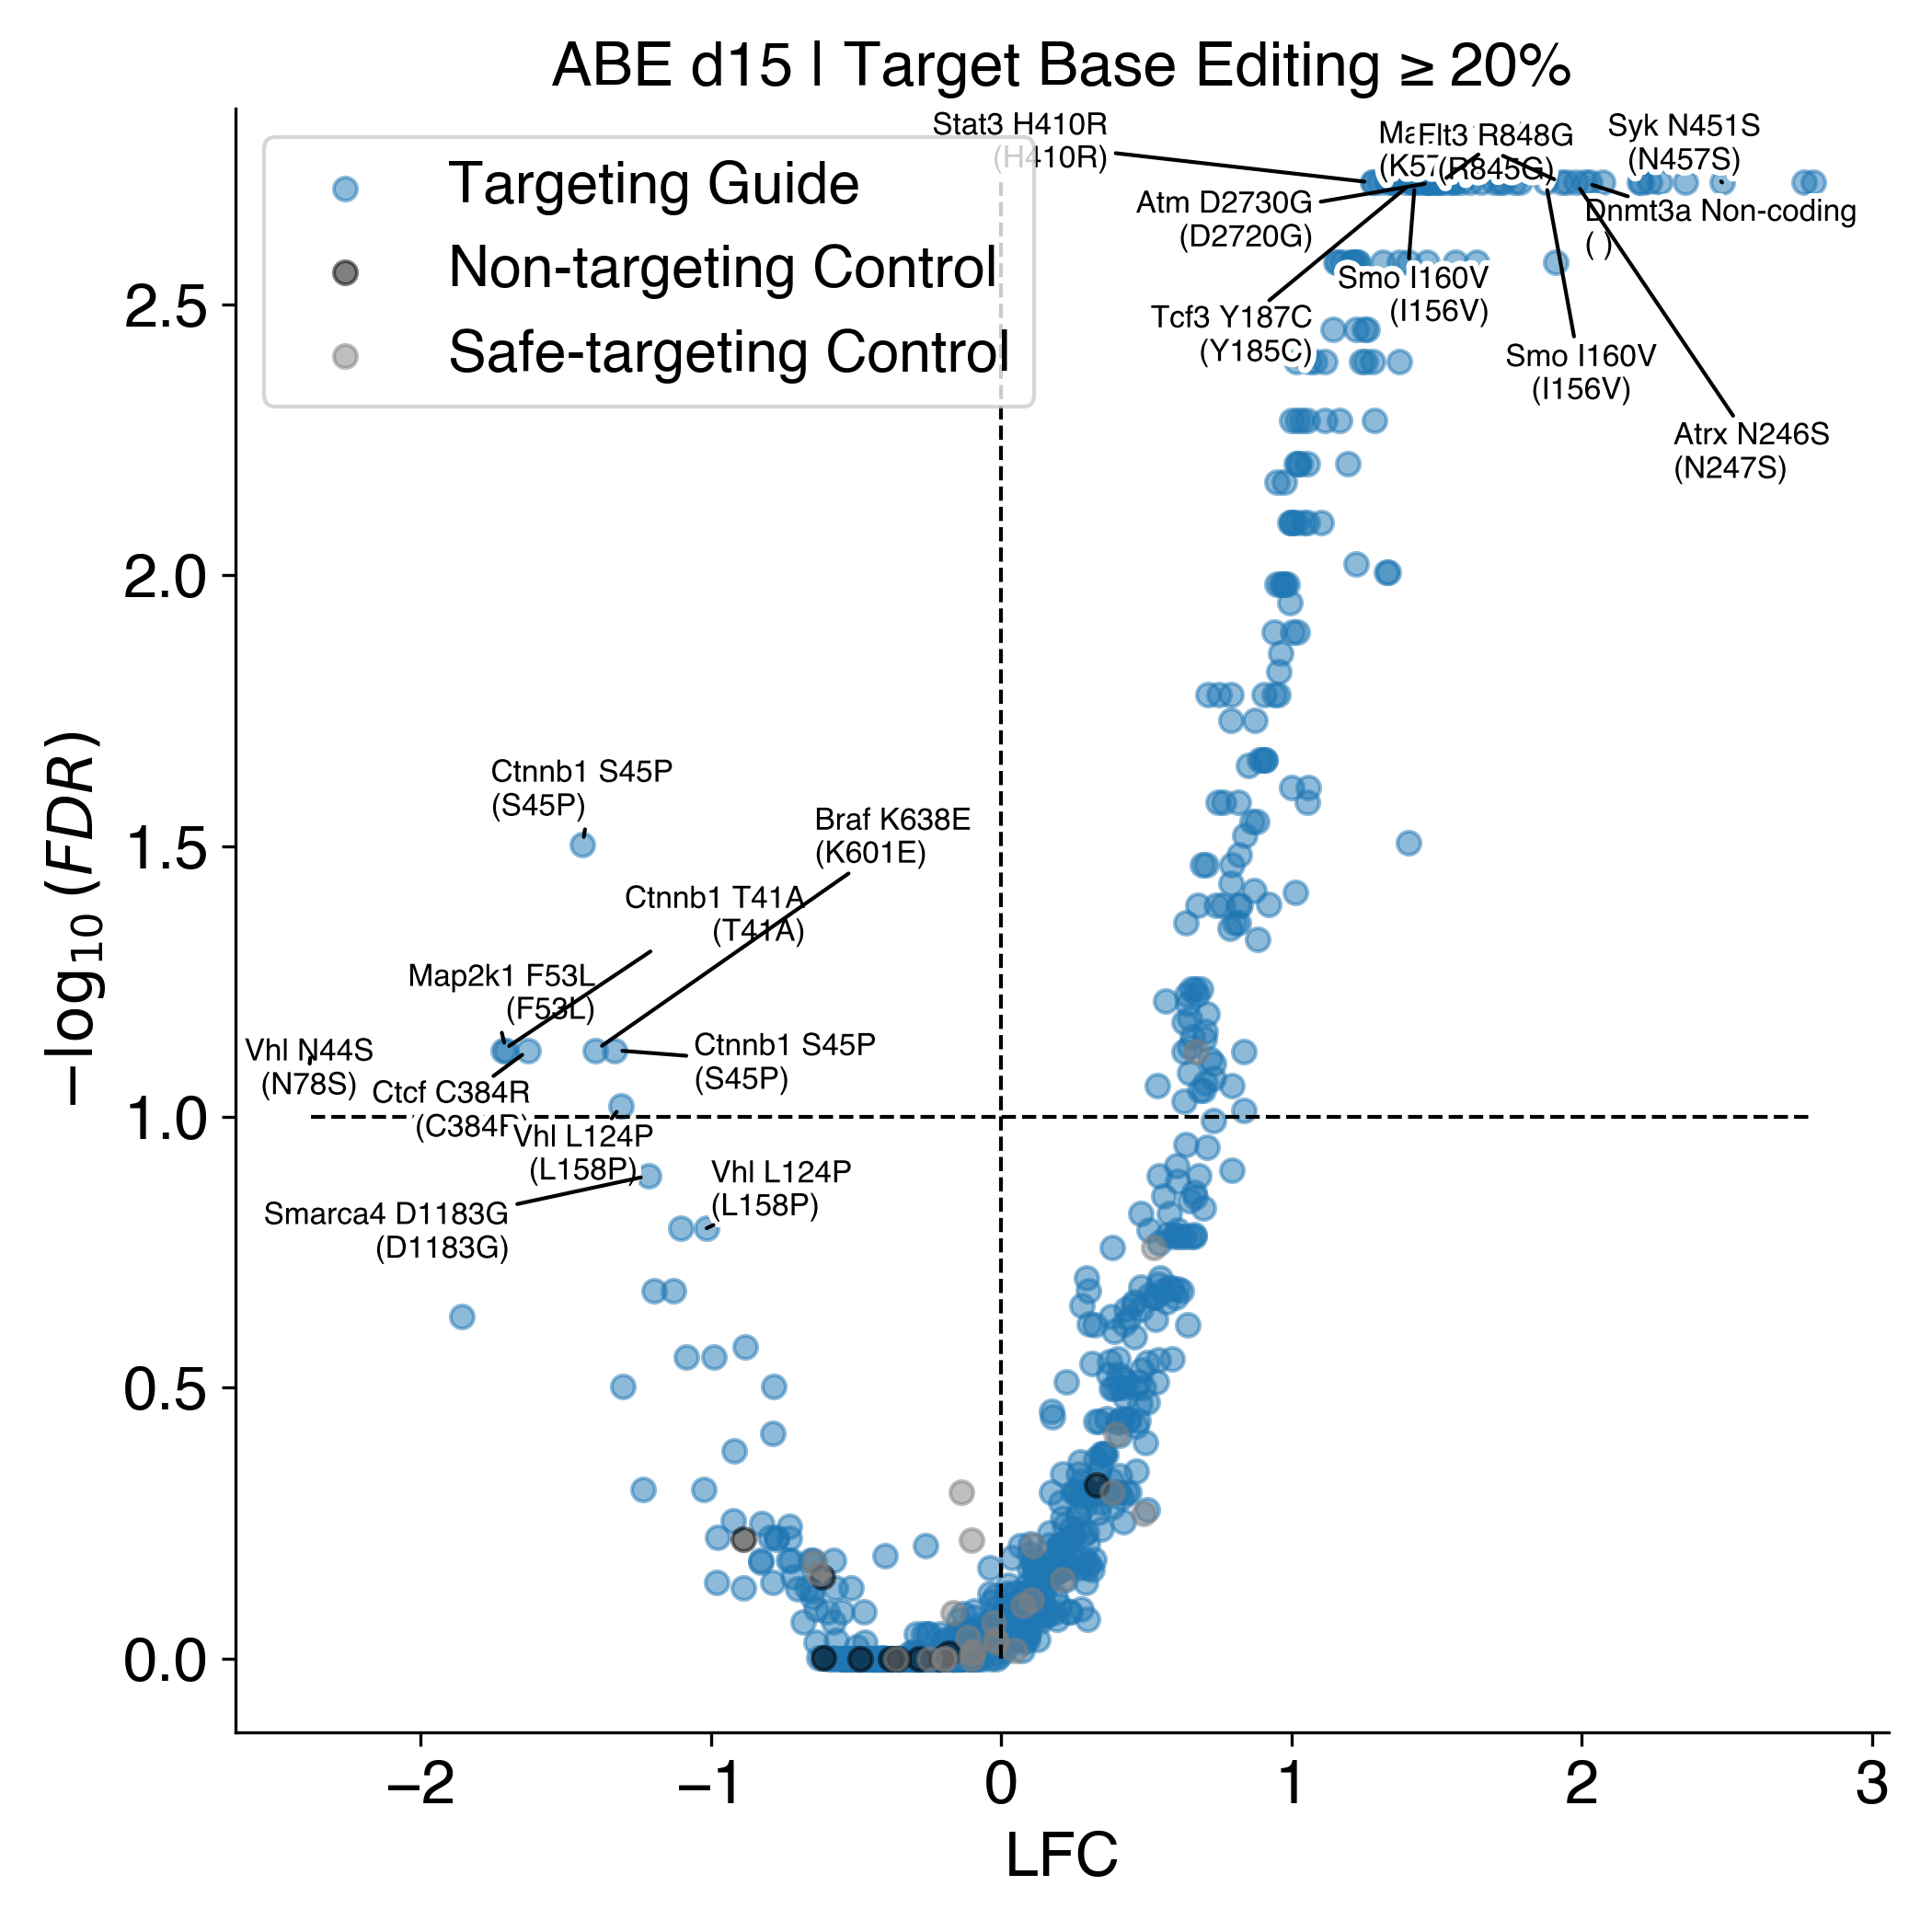 ABE d15 | Target Base Editing ≥ 20%
Targeting Guide
Non-targeting Control
Safe-targeting Control
Stat3 H410R
(H410R)
Flt3 R848G
(R845G)
Syk N451S
(N457S)
Atm D2730G
(D2720G)
Dnmt3a Non-coding
( )
Smo I160V
(I156V)
Tcf3 Y187C
(Y185C)
Smo I160V
(I156V)
Atrx N246S
(N247S)
Ctnnb1 S45P
(S45P)
Braf K638E
(K601E)
Ctnnb1 T41A
(T41A)
Map2k1 F53L
(F53L)
Vhl N44S
(N78S)
Ctnnb1 S45P
(S45P)
Ctcf C384R
(C384R)
Vhl L124P
(L158P)
Vhl L124P
(L158P)
Smarca4 D1183G
(D1183G)
−log10 (FDR)
2.5
2.0
1.5
1.0
0.5
0.0
−2
−1
0
1
2
3
LFC